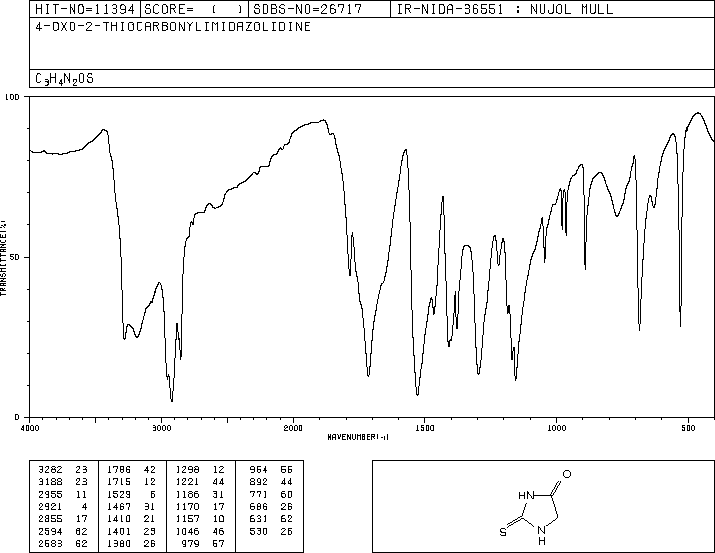 HIT-NO=11394 SCORE= ( ) SDBS-NO=26717 IR-NIDA-36551 : NUJOL MULL
4-OXO-2-THIOCARBONYLIMIDAZOLIDINE
C3H4N2OS
100
50
0
TRANSMITTANCE(%)
4000 3000 2000 1500 1000 500
WAVENUMBER(-1)
3282 23 1786 42 1298 12 964 55
3188 23 1715 12 1221 44 892 44
2955 11 1529 6 1186 31 771 60
2921 4 1467 31 1170 17 686 26
2855 17 1410 21 1157 10 631 62
2594 62 1401 29 1046 46 530 26
2583 62 1380 26 979 57
O
HN
S
N
H